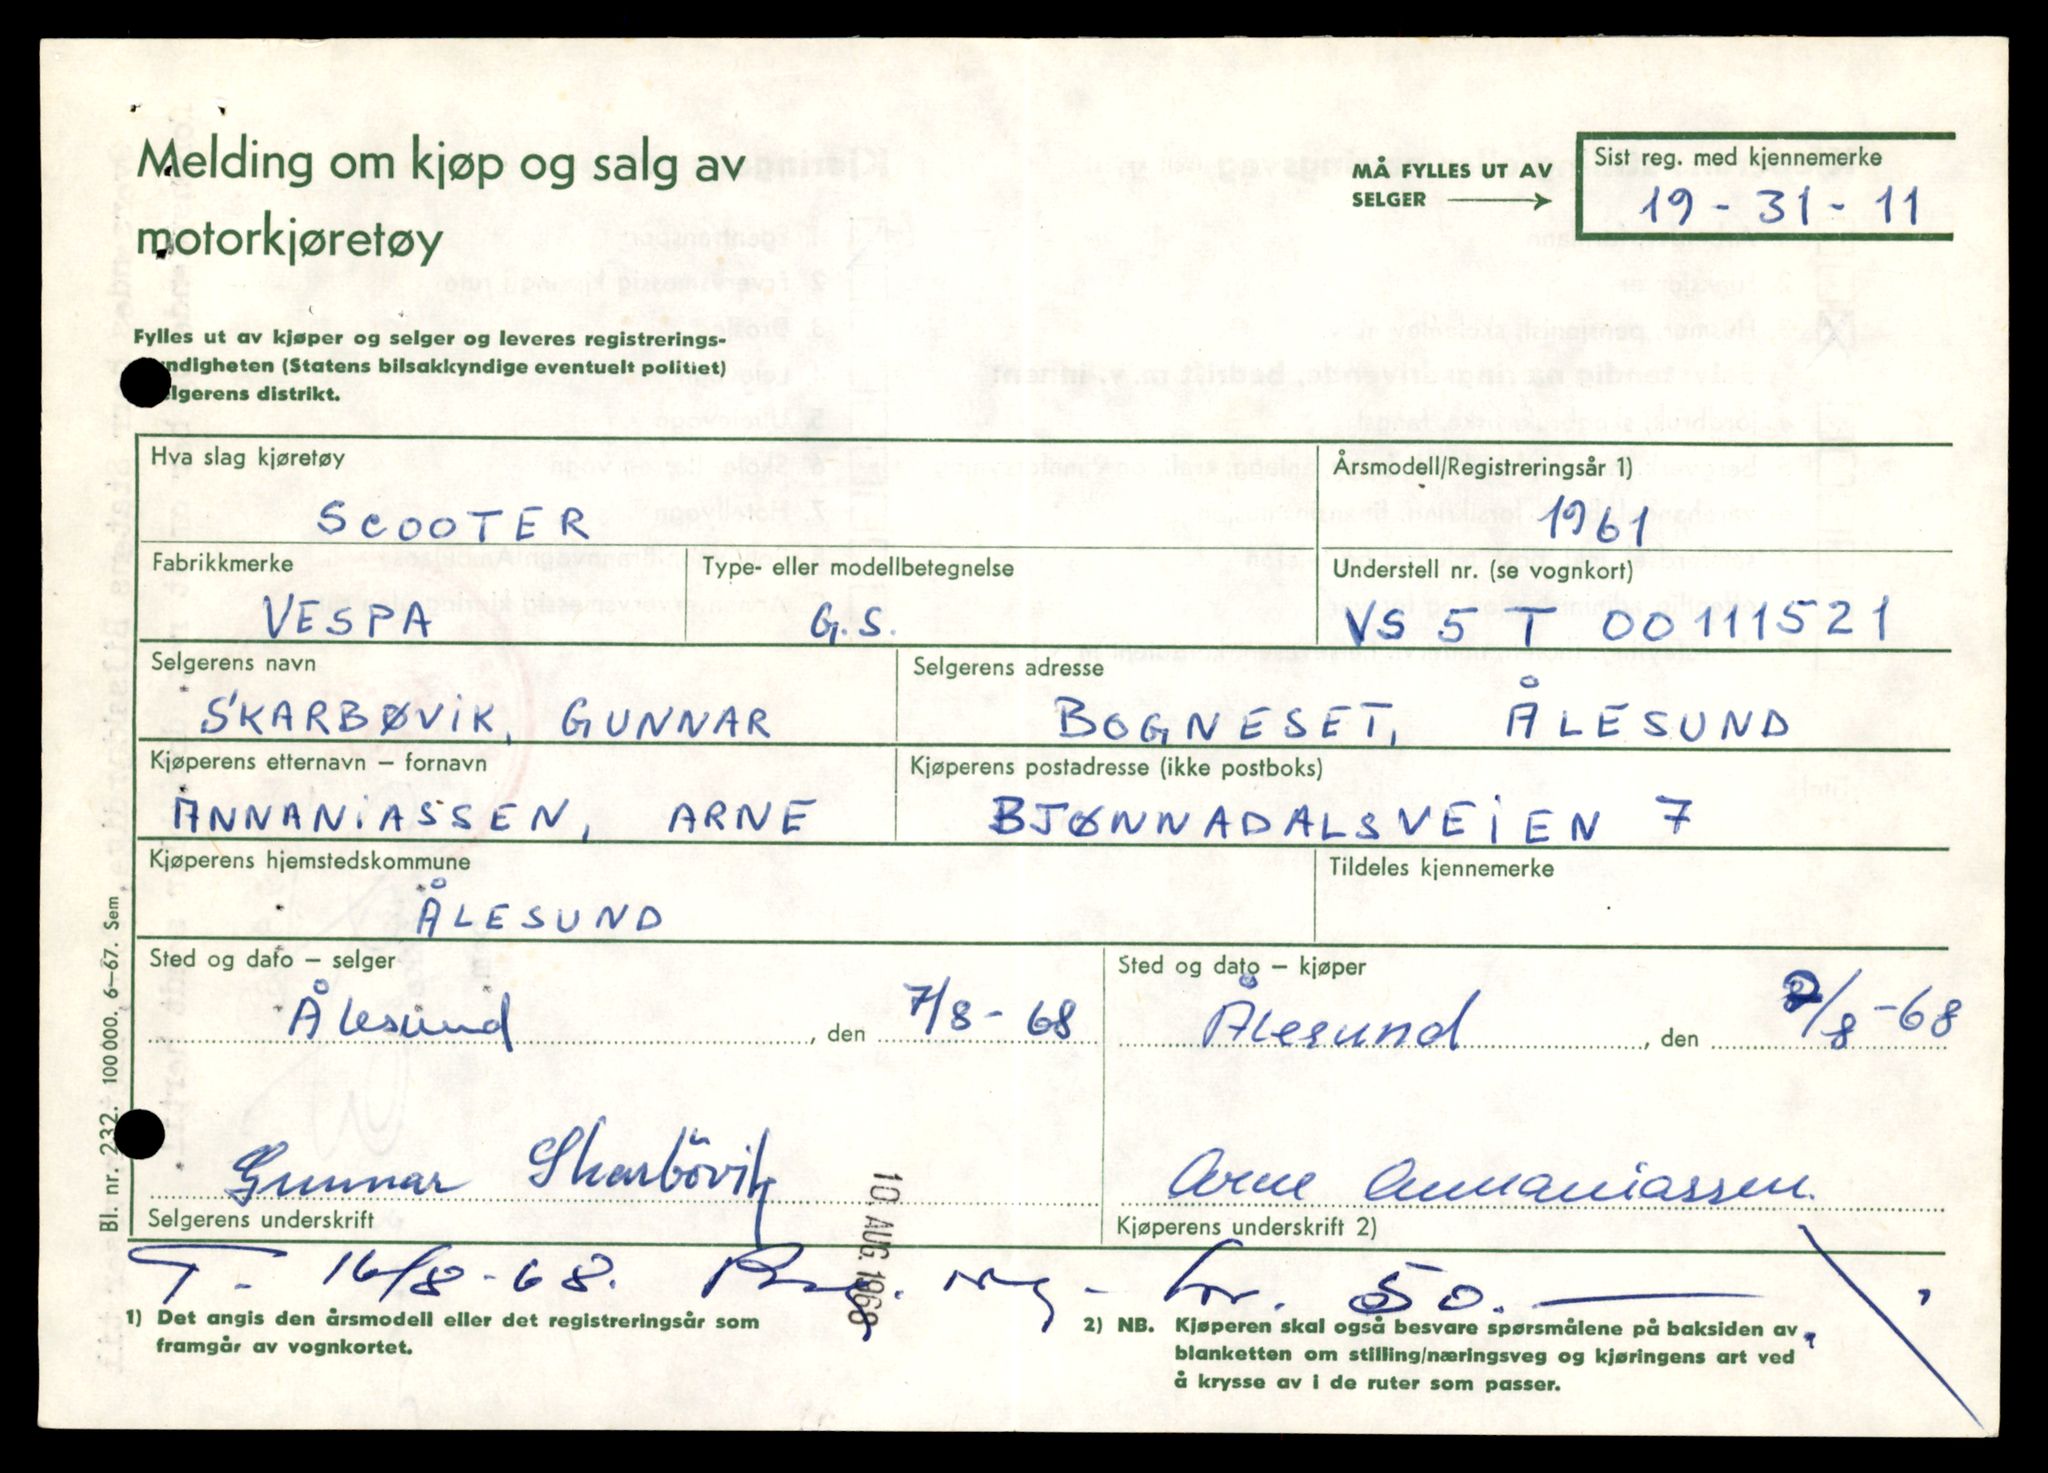 Melding om kjøp og salg av
motorkjøretøy
MÅ FYLLES UT AV
SELGER
Sist reg. med kjennemerke
19 - 31 - 11
Fylles ut av kjøper og selger og leveres registrerings-
ndigheten (Statens bilsakkyndige eventuelt politiet)
lgerens distrikt.
Hva slag kjøretøy
SCOOTER
Årsmodell/Registreringsår 1)
1961
Fabrikkmerke
VESPA
Type- eller modellbetegnelse
G.S.
Understell nr. (se vognkort)
VS 5 T 00111521
Selgerens navn
SKARBØVIK, GUNNAR
Selgerens adresse
BOGNESET, ÅLESUND
Kjøperens etternavn – fornavn
ANNANIASSEN, ARNE
Kjøperens postadresse (ikke postboks)
BJØNNADALSVEIEN 7
Kjøperens hjemstedskommune
ÅLESUND
Tildeles kjennemerke
Sted og dato – selger
Ålesund, den 7/8 - 68
Sted og dato – kjøper
Ålesund, den /8 - 68
Gunnar Skarbövik
Selgerens underskrift
Arne Annaniassen.
Kjøperens underskrift 2)
10 AUG. 1968
T - 16/8 - 68. kr. 50.
1) Det angis den årsmodell eller det registreringsår som
framgår av vognkortet.
2) NB. Kjøperen skal også besvare spørsmålene på baksiden av
blanketten om stilling/næringsveg og kjøringens art ved
å krysse av i de ruter som passer.
Bl. nr. 232. 100 000. 6–67. Sem